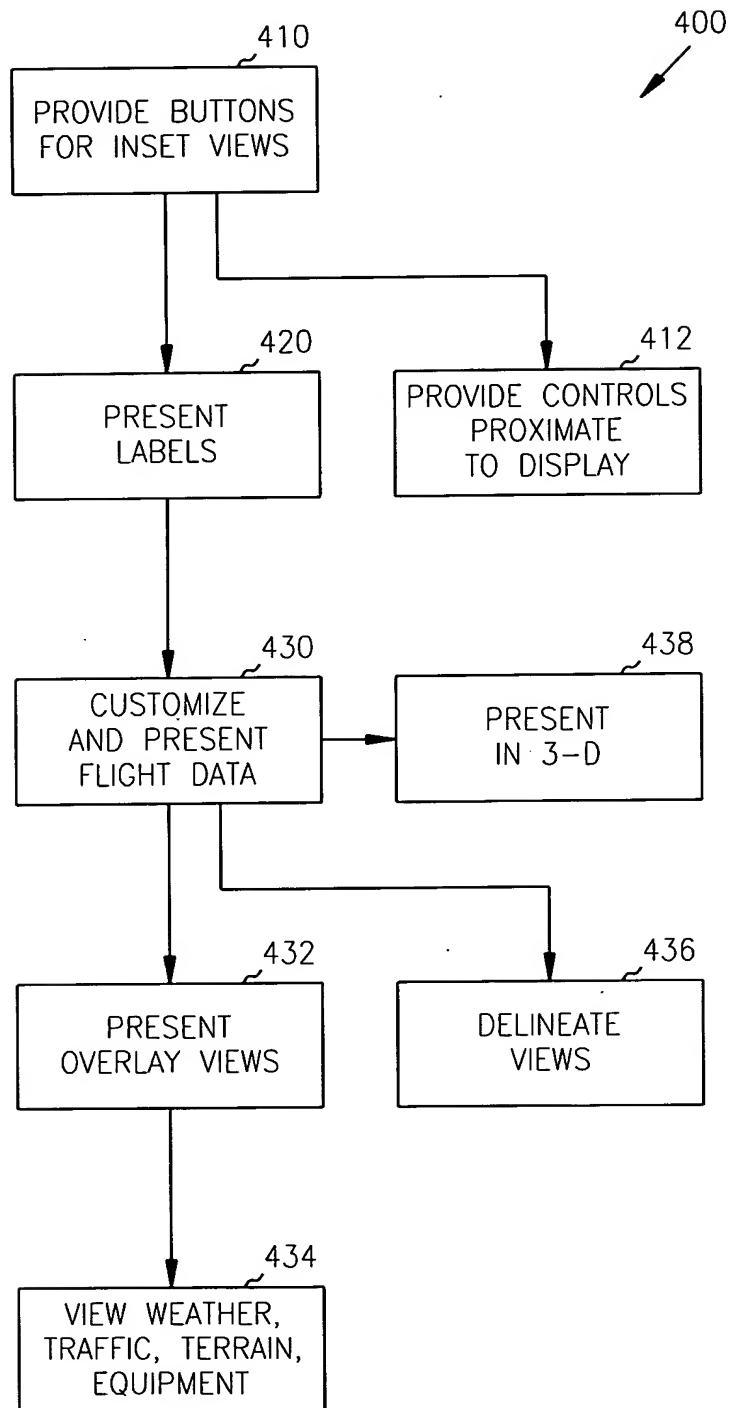 400
410
PROVIDE BUTTONS
FOR INSET VIEWS
420
PRESENT
LABELS
412
PROVIDE CONTROLS
PROXIMATE
TO DISPLAY
430
CUSTOMIZE
AND PRESENT
FLIGHT DATA
438
PRESENT
IN 3-D
432
PRESENT
OVERLAY VIEWS
436
DELINEATE
VIEWS
434
VIEW WEATHER,
TRAFFIC, TERRAIN,
EQUIPMENT